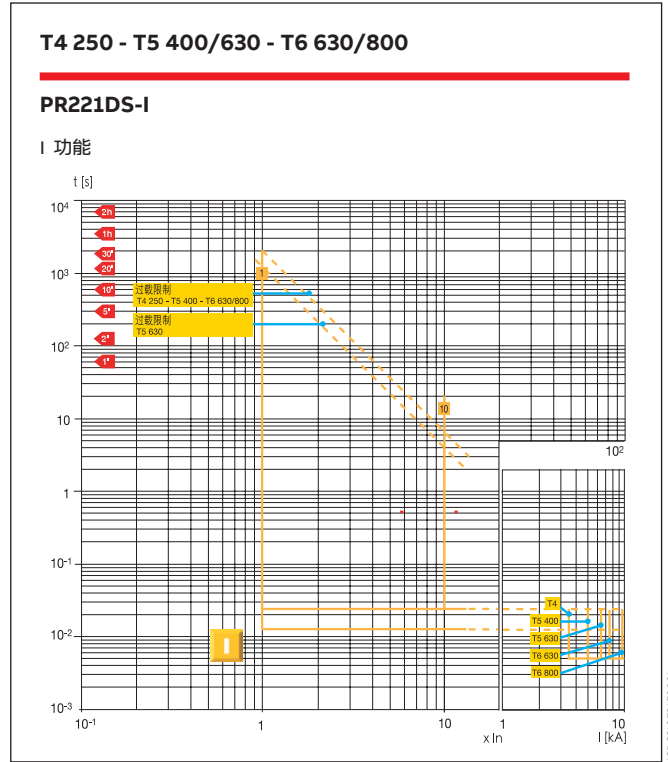 T4 250 - T5 400/630 - T6 630/800
PR221DS-I
I 功能
t [s]
10⁴
2h
1h
30'
20'
10³
1
10'
过载限制
T4 250 - T5 400 - T6 630/800
5'
过载限制
T5 630
2'
10²
1'
10
10
10²
1
10⁻¹
T4
T5 400
10⁻²
T5 630
I
T6 630
T6 800
10⁻³
10⁻¹
1
10
1
10
x In
I [kA]